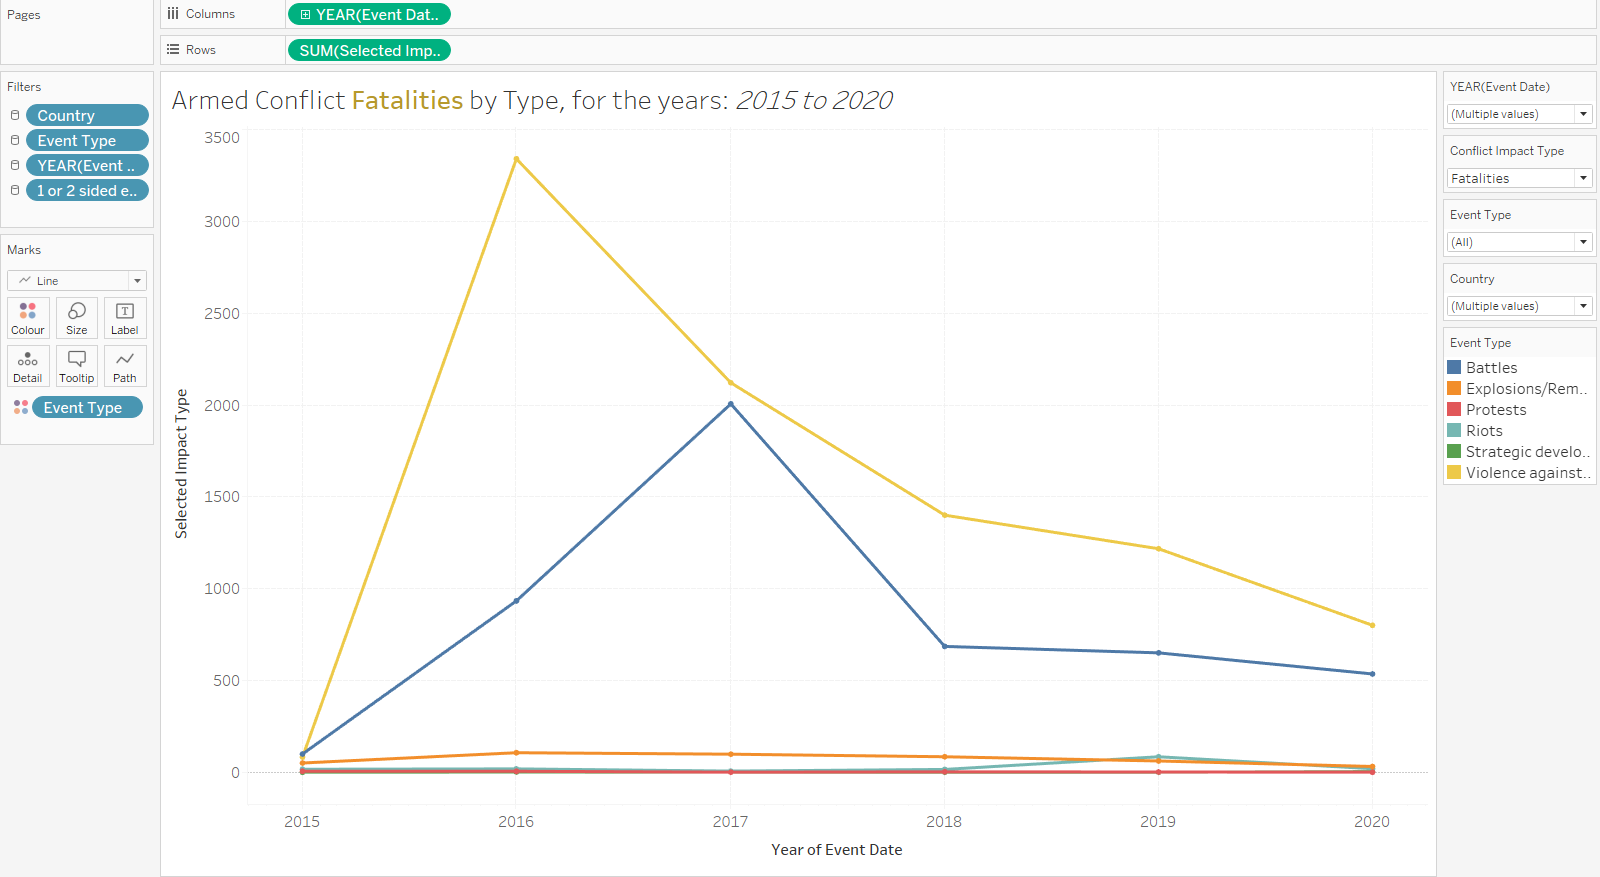 Pages
Columns
YEAR(Event Dat..
Rows
SUM(Selected Imp..
Filters
Country
Event Type
YEAR(Event ..
1 or 2 sided e..
Marks
Line
Colour
Size
Label
Detail
Tooltip
Path
Event Type
Armed Conflict Fatalities by Type, for the years: 2015 to 2020
3500
3000
2500
2000
1500
1000
500
0
Selected Impact Type
2015
2016
2017
2018
2019
2020
Year of Event Date
YEAR(Event Date)
(Multiple values)
Conflict Impact Type
Fatalities
Event Type
(All)
Country
(Multiple values)
Event Type
Battles
Explosions/Rem..
Protests
Riots
Strategic develo..
Violence against..